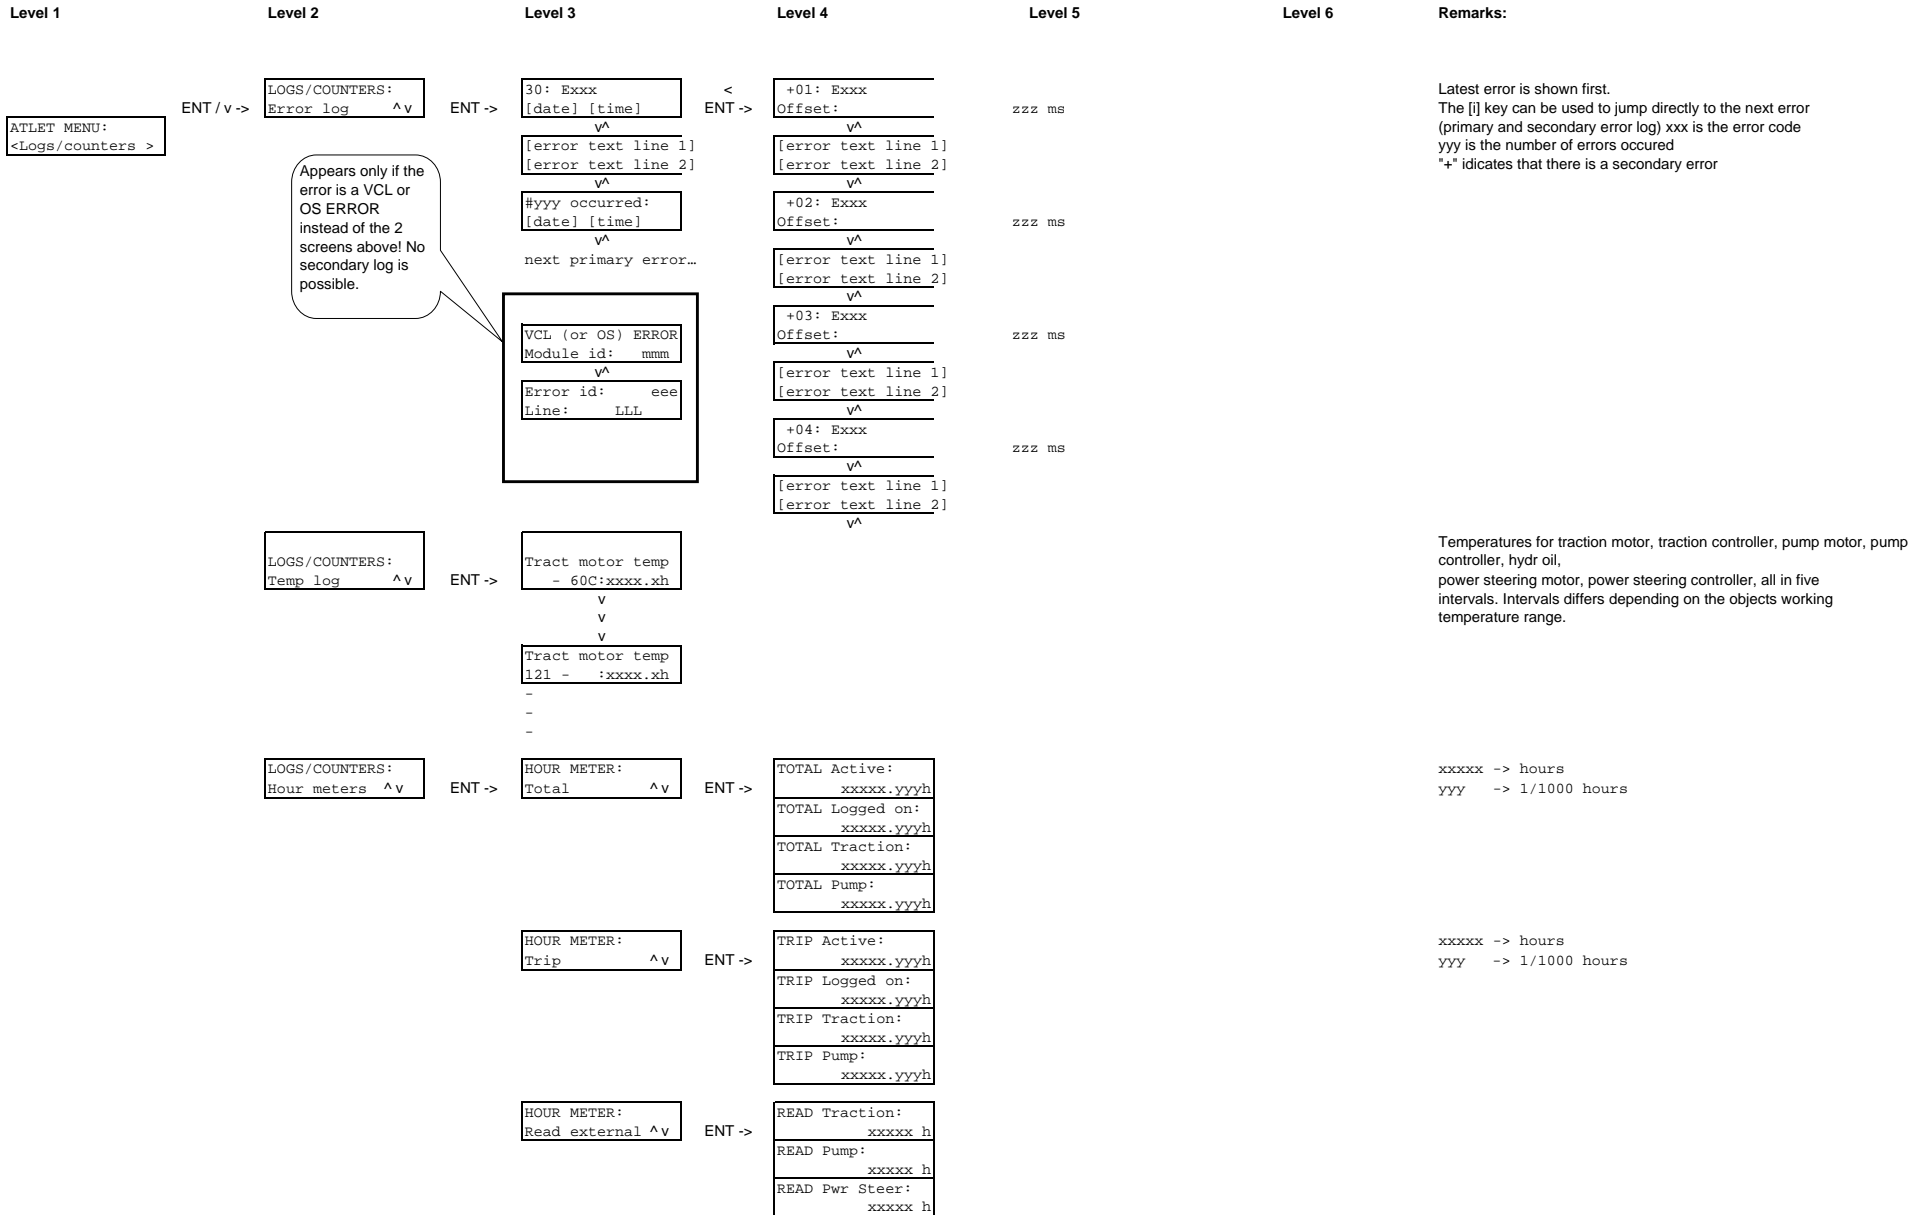 Level 1 Level 2 Level 3 Level 4 Level 5 Level 6 Remarks:
ATLET MENU:
<Logs/counters >
ENT / v ->
LOGS/COUNTERS:
Error log ^ v
ENT ->
Appears only if the
error is a VCL or
OS ERROR
instead of the 2
screens above! No
secondary log is
possible.
30: Exxx
[date] [time]
v^
[error text line 1]
[error text line 2]
v^
#yyy occurred:
[date] [time]
v^
next primary error…
VCL (or OS) ERROR
Module id: mmm
v^
Error id: eee
Line: LLL
<
ENT ->
+01: Exxx
Offset: zzz ms
v^
[error text line 1]
[error text line 2]
v^
+02: Exxx
Offset: zzz ms
v^
[error text line 1]
[error text line 2]
v^
+03: Exxx
Offset: zzz ms
v^
[error text line 1]
[error text line 2]
v^
+04: Exxx
Offset: zzz ms
v^
[error text line 1]
[error text line 2]
v^
Latest error is shown first.
The [i] key can be used to jump directly to the next error
(primary and secondary error log) xxx is the error code
yyy is the number of errors occured
"+" idicates that there is a secondary error
LOGS/COUNTERS:
Temp log ^ v
ENT ->
Tract motor temp
- 60C:xxxx.xh
v
v
v
Tract motor temp
121 - :xxxx.xh
-
-
-
Temperatures for traction motor, traction controller, pump motor, pump
controller, hydr oil,
power steering motor, power steering controller, all in five
intervals. Intervals differs depending on the objects working
temperature range.
LOGS/COUNTERS:
Hour meters ^ v
ENT ->
HOUR METER:
Total ^ v
ENT ->
TOTAL Active:
xxxxx.yyyh
TOTAL Logged on:
xxxxx.yyyh
TOTAL Traction:
xxxxx.yyyh
TOTAL Pump:
xxxxx.yyyh
xxxxx -> hours
yyy -> 1/1000 hours
HOUR METER:
Trip ^ v
ENT ->
TRIP Active:
xxxxx.yyyh
TRIP Logged on:
xxxxx.yyyh
TRIP Traction:
xxxxx.yyyh
TRIP Pump:
xxxxx.yyyh
xxxxx -> hours
yyy -> 1/1000 hours
HOUR METER:
Read external ^ v
ENT ->
READ Traction:
xxxxx h
READ Pump:
xxxxx h
READ Pwr Steer:
xxxxx h